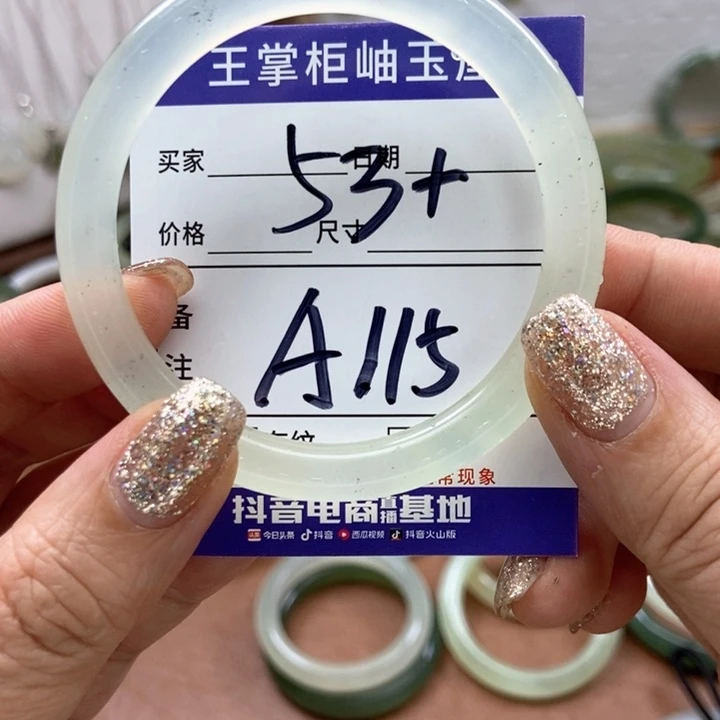 王掌柜岫玉
买家 53+ 日期
价格 尺寸
备注 A115
常现象
抖音电商直播基地
今日头条 抖音 西瓜视频 抖音火山版